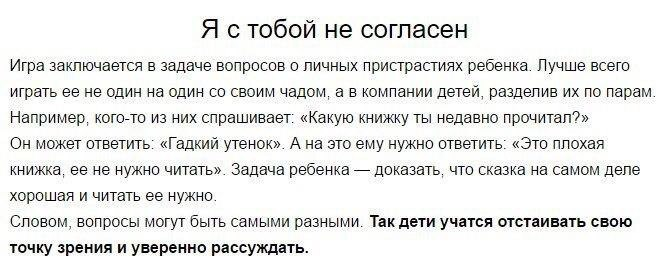 Я с тобой не согласен
Игра заключается в задаче вопросов о личных пристрастиях ребенка. Лучше всего
играть ее не один на один со своим чадом, а в компании детей, разделив их по парам.
Например, кого-то из них спрашивает: «Какую книжку ты недавно прочитал?»
Он может ответить: «Гадкий утенок». А на это ему нужно ответить: «Это плохая
книжка, ее не нужно читать». Задача ребенка — доказать, что сказка на самом деле
хорошая и читать ее нужно.
Словом, вопросы могут быть самыми разными. Так дети учатся отстаивать свою
точку зрения и уверенно рассуждать.